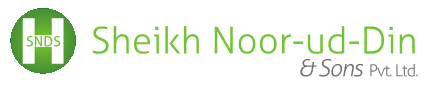 SNDS
Sheikh Noor-ud-Din
& Sons Pvt. Ltd.